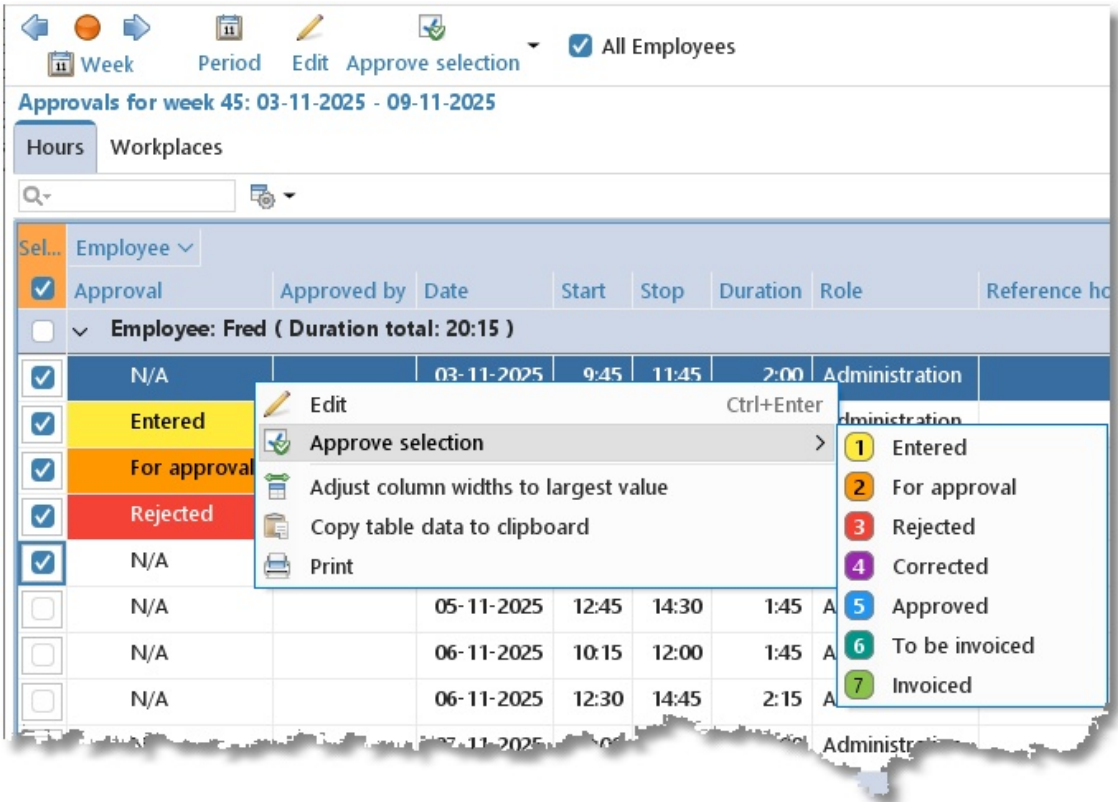 11
Period Edit Approve selection All Employees
11 Week
Approvals for week 45: 03-11-2025 - 09-11-2025
Hours Workplaces
Sel... Employee
Approval Approved by Date Start Stop Duration Role Reference ho
Employee: Fred ( Duration total: 20:15 )
N/A 03-11-2025 9:45 11:45 2:00 Administration
Entered
For approval
Rejected
N/A
Edit Ctrl+Enter
Approve selection
Adjust column widths to largest value
Copy table data to clipboard
Print
1 Entered
2 For approval
3 Rejected
4 Corrected
5 Approved
6 To be invoiced
7 Invoiced
05-11-2025 12:45 14:30 1:45 A
N/A
N/A 06-11-2025 10:15 12:00 1:45 A
N/A 06-11-2025 12:30 14:45 2:15 A